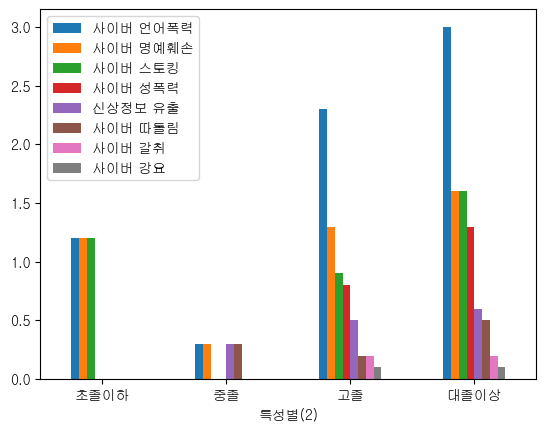 3.0
2.5
2.0
1.5
1.0
0.5
0.0
사이버 언어폭력
사이버 명예훼손
사이버 스토킹
사이버 성폭력
신상정보 유출
사이버 따돌림
사이버 갈취
사이버 강요
초졸이하 중졸 고졸 대졸이상
특성별(2)